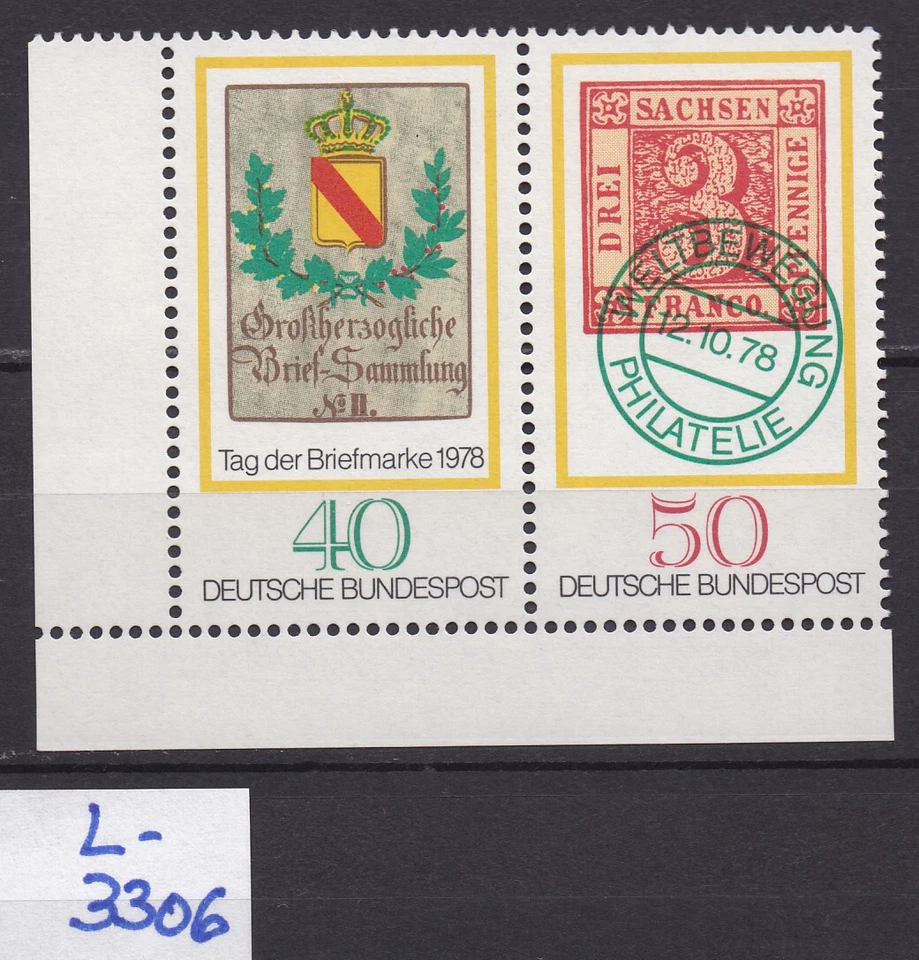 Großherzogliche
Brief-Sammlung
No II.
Tag der Briefmarke 1978
40
DEUTSCHE BUNDESPOST
SACHSEN
DREI
3
PFENNIGE
FRANCO.
WELTBEWEGUNG
12.10.78
PHILATELIE
50
DEUTSCHE BUNDESPOST
L-
3306